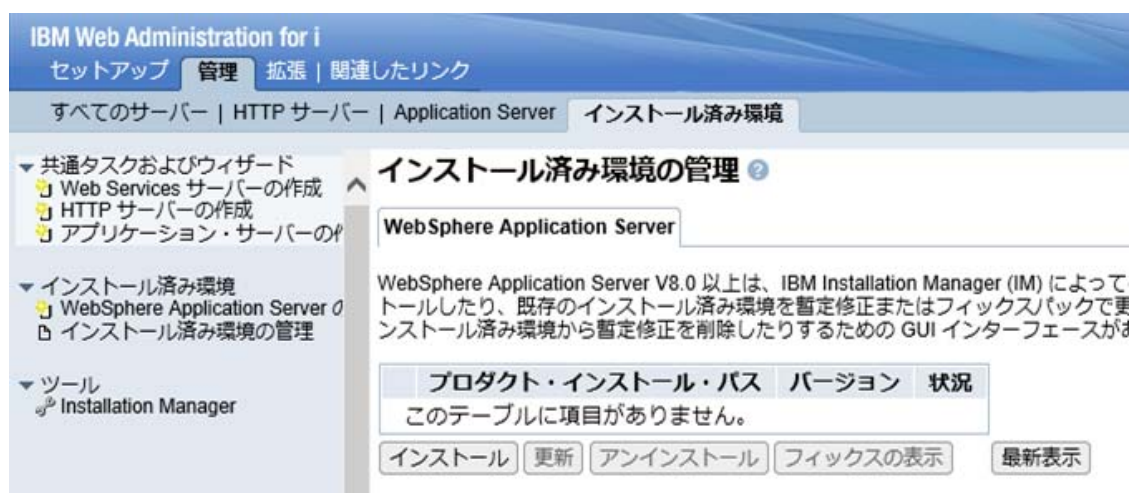 IBM Web Administration for i
セットアップ 管理 拡張 | 関連したリンク
すべてのサーバー | HTTP サーバー | Application Server インストール済み環境
共通タスクおよびウィザード
Web Services サーバーの作成
HTTP サーバーの作成
アプリケーション・サーバーの
インストール済み環境
WebSphere Application Server の
インストール済み環境の管理
ツール
Installation Manager
インストール済み環境の管理
WebSphere Application Server
WebSphere Application Server V8.0 以上は、IBM Installation Manager (IM) によって
トールしたり、既存のインストール済み環境を暫定修正またはフィックスパックで更
ンストール済み環境から暫定修正を削除したりするための GUI インターフェースが
プロダクト・インストール・パス バージョン 状況
このテーブルに項目がありません。
インストール 更新 アンインストール フィックスの表示 最新表示